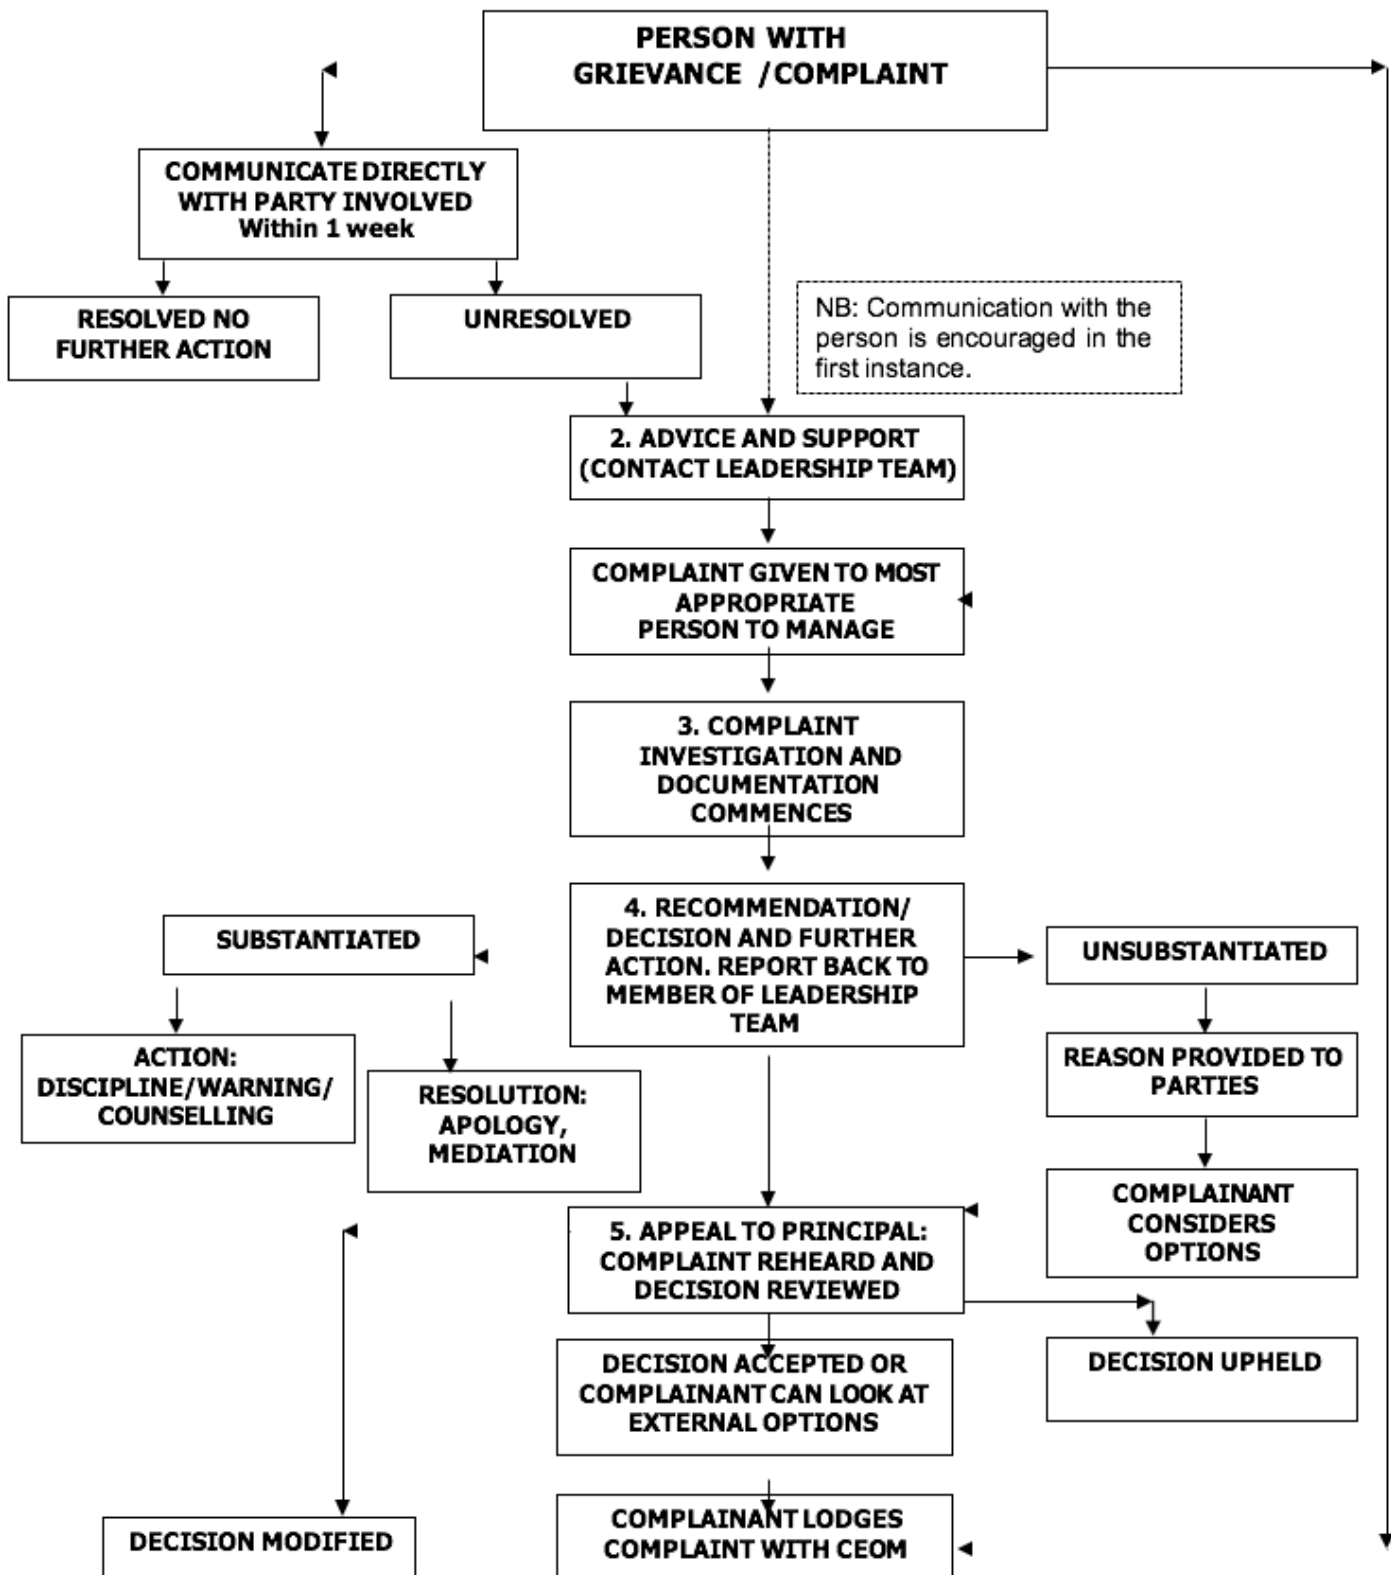 PERSON WITH
GRIEVANCE /COMPLAINT
COMMUNICATE DIRECTLY
WITH PARTY INVOLVED
Within 1 week
RESOLVED NO
FURTHER ACTION
UNRESOLVED
NB: Communication with the
person is encouraged in the
first instance.
2. ADVICE AND SUPPORT
(CONTACT LEADERSHIP TEAM)
COMPLAINT GIVEN TO MOST
APPROPRIATE
PERSON TO MANAGE
3. COMPLAINT
INVESTIGATION AND
DOCUMENTATION
COMMENCES
4. RECOMMENDATION/
DECISION AND FURTHER
ACTION. REPORT BACK TO
MEMBER OF LEADERSHIP
TEAM
SUBSTANTIATED
UNSUBSTANTIATED
ACTION:
DISCIPLINE/WARNING/
COUNSELLING
RESOLUTION:
APOLOGY,
MEDIATION
REASON PROVIDED TO
PARTIES
COMPLAINANT
CONSIDERS
OPTIONS
5. APPEAL TO PRINCIPAL:
COMPLAINT REHEARD AND
DECISION REVIEWED
DECISION UPHELD
DECISION ACCEPTED OR
COMPLAINANT CAN LOOK AT
EXTERNAL OPTIONS
DECISION MODIFIED
COMPLAINANT LODGES
COMPLAINT WITH CEOM